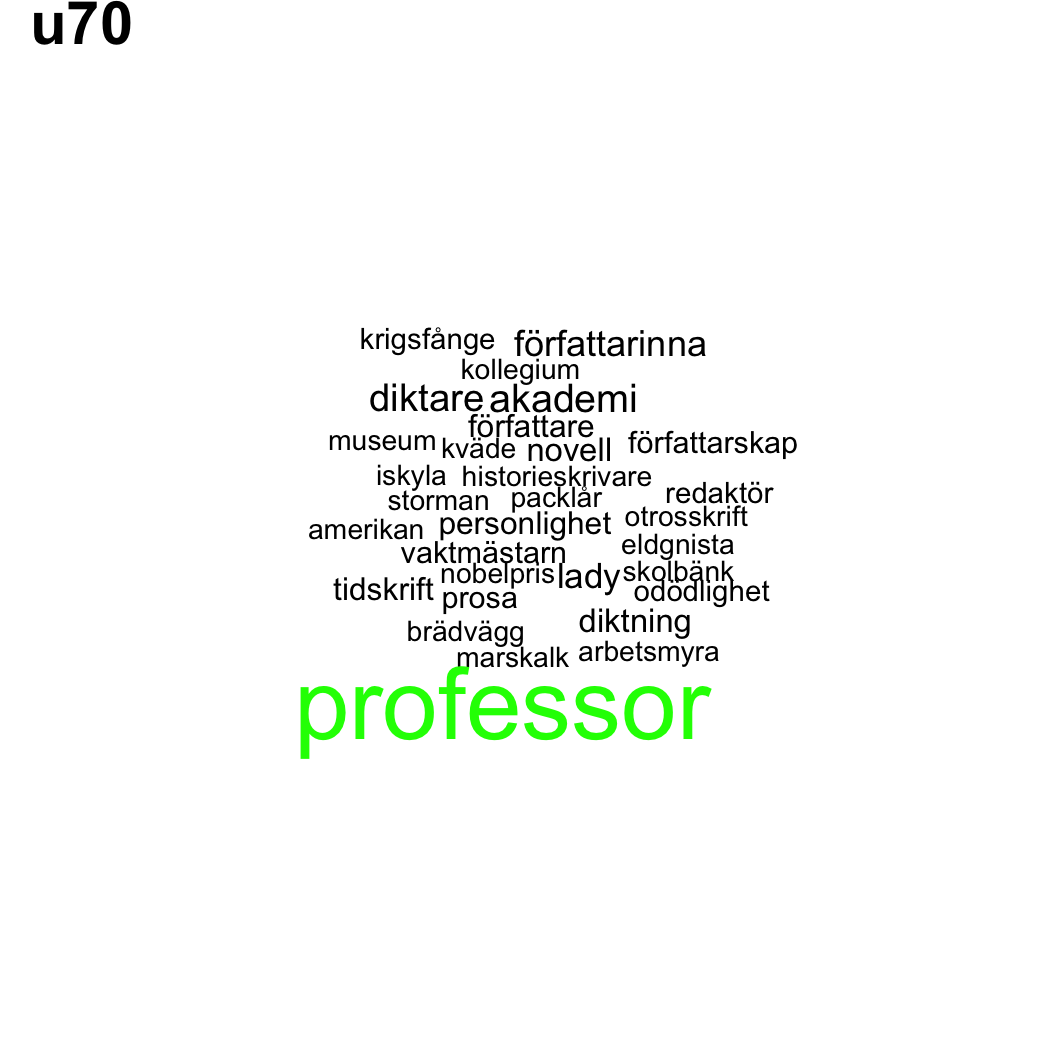 u70
krigsfånge författarinna
kollegium
diktare akademi
författare
museum kväde novell författarskap
iskyla historieskrivare
storman packlår redaktör
amerikan personlighet otrosskrift
vaktmästarn eldgnista
nobelpris lady skolbänk
tidskrift prosa odödlighet
brädvägg diktning
marskalk arbetsmyra
professor